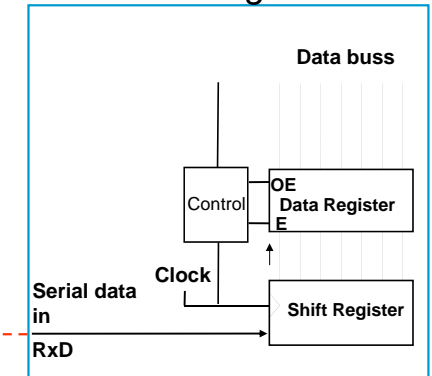 Data buss
OE
Control
Data Register
E
Clock
Serial data
in
Shift Register
RxD